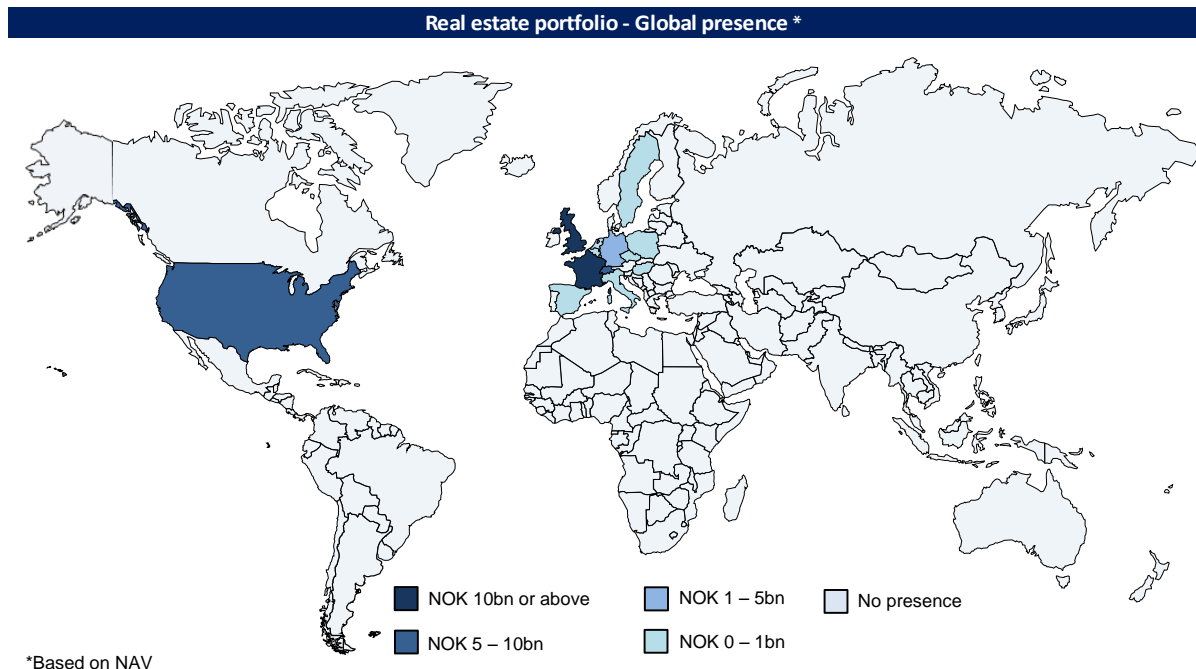 Real estate portfolio - Global presence *
NOK 10bn or above
NOK 1 – 5bn
No presence
NOK 5 – 10bn
NOK 0 – 1bn
*Based on NAV